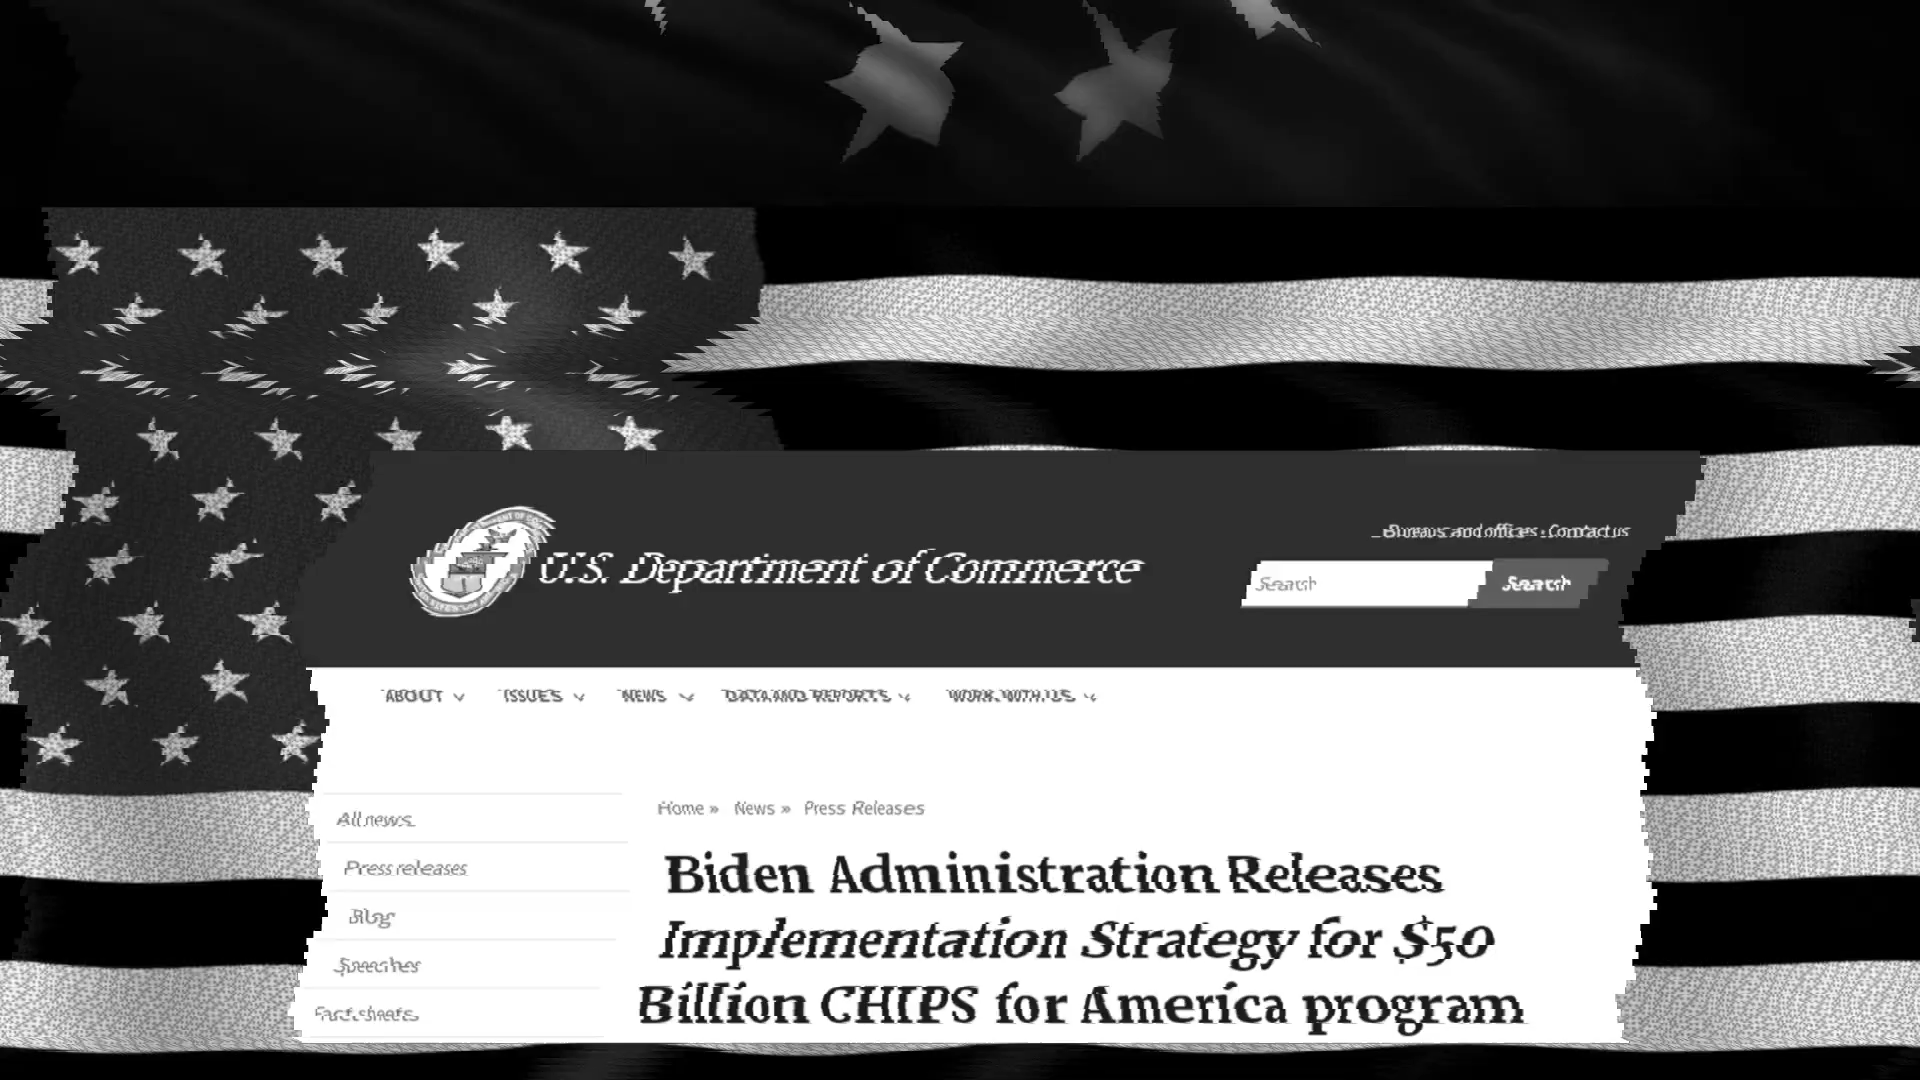 Bureaus and offices Contact us
U.S. Department of Commerce
Search
Search
ABOUT
ISSUES
NEWS
DATA AND REPORTS
WORK WITH US
Home » News » Press Releases
All news
Press releases
Blog
Speeches
Fact sheets
Biden Administration Releases
Implementation Strategy for $50
Billion CHIPS for America program